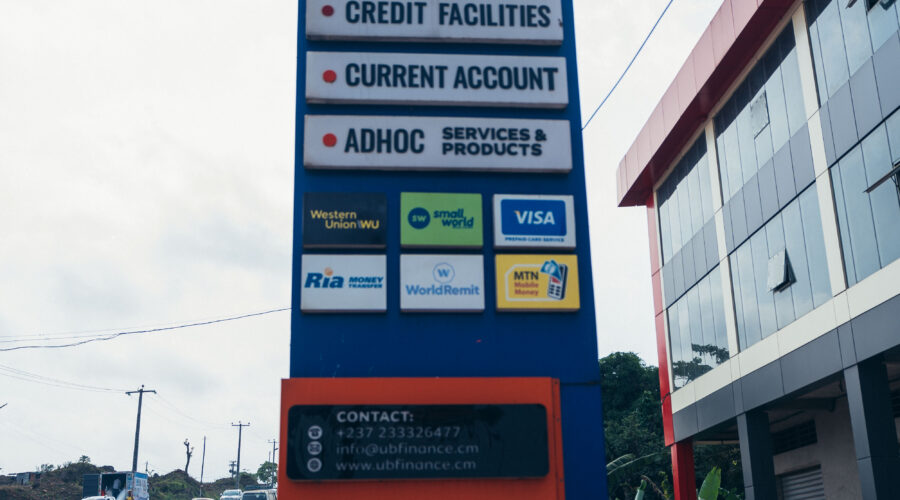 CREDIT FACILITIES
CURRENT ACCOUNT
ADHOC SERVICES &
PRODUCTS
Western
Union WU
SW small
world
VISA
PREPAID CARD SERVICE
Ria MONEY
TRANSFER
W
WorldRemit
MTN
Mobile
Money
CONTACT:
+237 233326477
info@ubfinance.cm
www.ubfinance.cm